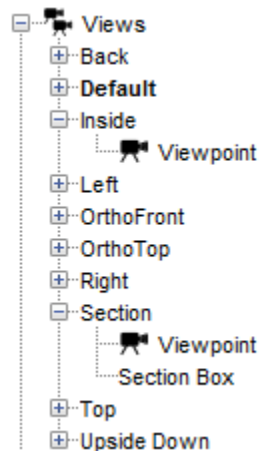 Views
Back
Default
Inside
Viewpoint
Left
OrthoFront
OrthoTop
Right
Section
Viewpoint
Section Box
Top
Upside Down